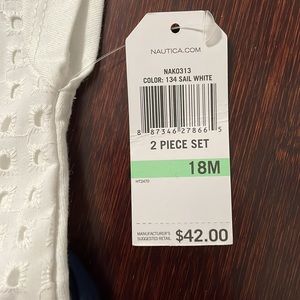 NAUTICA.COM
NAK0313
COLOR: 134 SAIL WHITE
8 87346 27866 5
2 PIECE SET
18M
HT2470
MANUFACTURER'S
SUGGESTED RETAIL $42.00